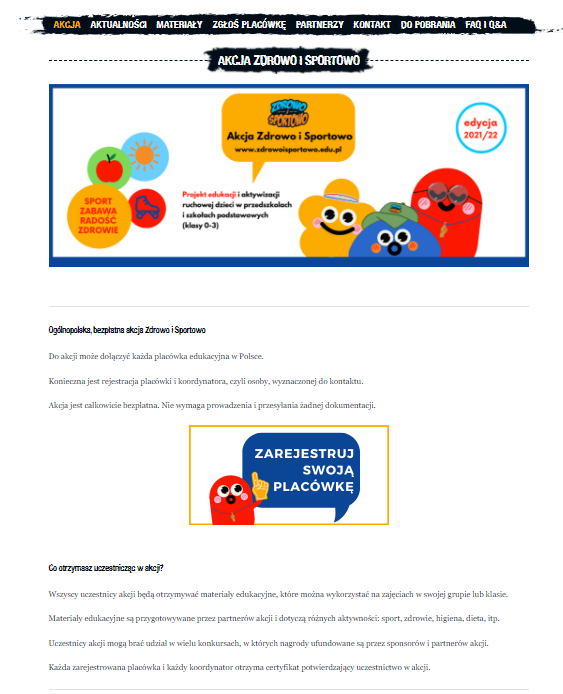 AKCJA AKTUALNOŚCI MATERIAŁY ZGŁOŚ PLACÓWKĘ PARTNERZY KONTAKT DO POBRANIA FAQ I Q&A
AKCJA ZDROWO I SPORTOWO
ZDROWO
I
SPORTOWO
Akcja Zdrowo i Sportowo
www.zdrowoisportowo.edu.pl
edycja
2021/22
SPORT
ZABAWA
RADOŚĆ
ZDROWIE
Projekt edukacji i aktywizacji
ruchowej dzieci w przedszkolach
i szkołach podstawowych
(klasy 0-3)
Ogólnopolska, bezpłatna akcja Zdrowo i Sportowo
Do akcji może dołączyć każda placówka edukacyjna w Polsce.
Konieczna jest rejestracja placówki i koordynatora, czyli osoby, wyznaczonej do kontaktu.
Akcja jest całkowicie bezpłatna. Nie wymaga prowadzenia i przesyłania żadnej dokumentacji.
ZAREJESTRUJ
SWOJĄ
PLACÓWKĘ
Co otrzymasz uczestnicząc w akcji?
Wszyscy uczestnicy akcji będą otrzymywać materiały edukacyjne, które można wykorzystać na zajęciach w swojej grupie lub klasie.
Materiały edukacyjne są przygotowywane przez partnerów akcji i dotyczą różnych aktywności: sport, zdrowie, higiena, dieta, itp.
Uczestnicy akcji mogą brać udział w wielu konkursach, w których nagrody ufundowane są przez sponsorów i partnerów akcji.
Każda zarejestrowana placówka i każdy koordynator otrzyma certyfikat potwierdzający uczestnictwo w akcji.